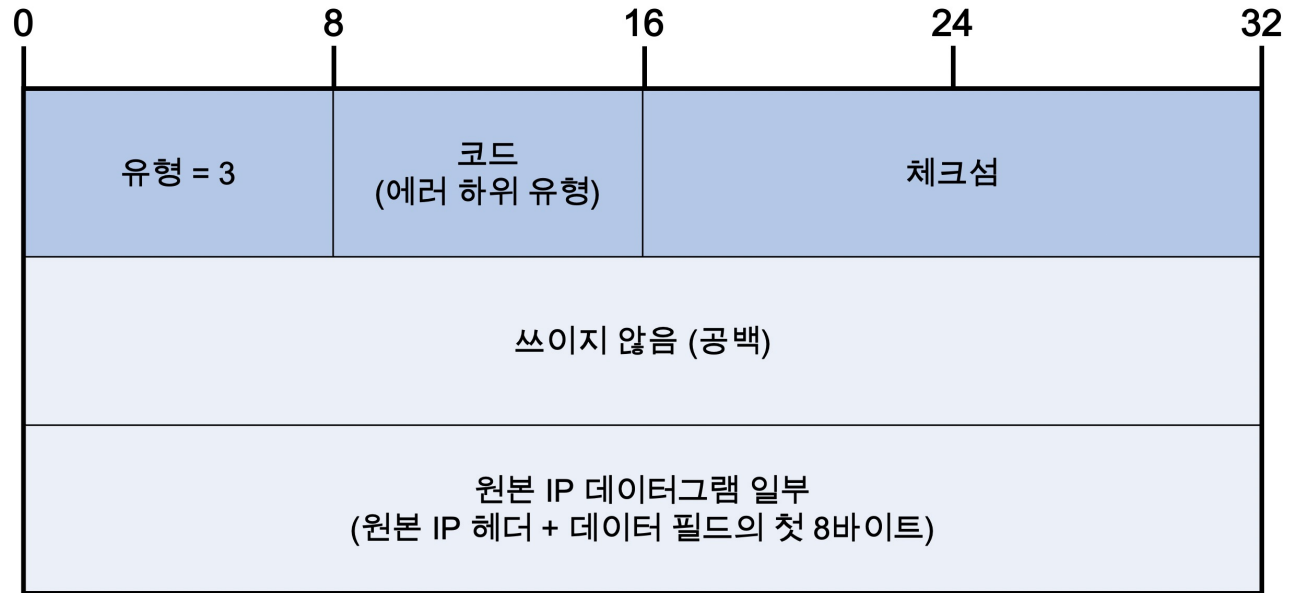 0 8 16 24 32
유형 = 3
코드
(에러 하위 유형)
체크섬
쓰이지 않음 (공백)
원본 IP 데이터그램 일부
(원본 IP 헤더 + 데이터 필드의 첫 8바이트)